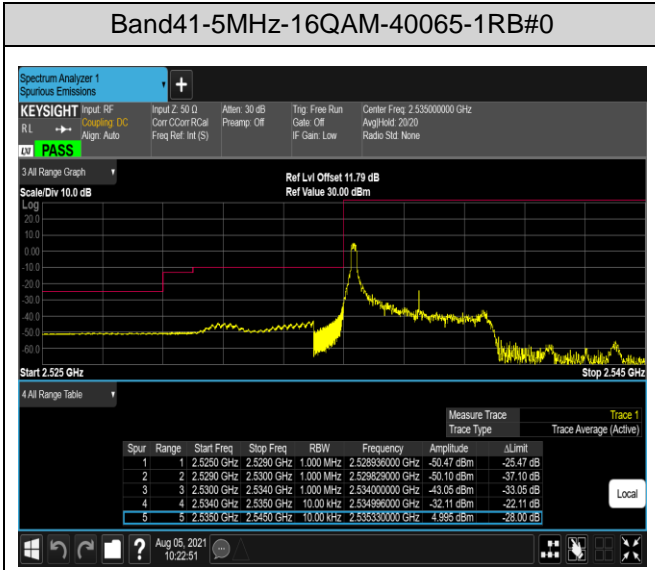 Band41-5MHz-16QAM-40065-1RB#0
Spectrum Analyzer 1
Spurious Emissions
+
KEYSIGHT Input: RF Input Z: 50 Ω Atten: 30 dB Trig: Free Run Center Freq: 2.535000000 GHz
RL Coupling: DC Corr CCorr RCal Preamp: Off Gate: Off Avg|Hold: 20/20
Align: Auto Freq Ref: Int (S) IF Gain: Low Radio Std: None
LXI PASS
3 All Range Graph
Ref Lvl Offset 11.79 dB
Scale/Div 10.0 dB Ref Value 30.00 dBm
Log
20.0
10.0
0.00
-10.0
-20.0
-30.0
-40.0
-50.0
-60.0
Start 2.525 GHz Stop 2.545 GHz
4 All Range Table
Measure Trace Trace 1
Trace Type Trace Average (Active)
Spur Range Start Freq Stop Freq RBW Frequency Amplitude ΔLimit
1 1 2.5250 GHz 2.5290 GHz 1.000 MHz 2.528936000 GHz -50.47 dBm -25.47 dB
2 2 2.5290 GHz 2.5300 GHz 1.000 MHz 2.529829000 GHz -50.10 dBm -37.10 dB
3 3 2.5300 GHz 2.5340 GHz 1.000 MHz 2.534000000 GHz -43.05 dBm -33.05 dB
4 4 2.5340 GHz 2.5350 GHz 10.00 kHz 2.534996000 GHz -32.11 dBm -22.11 dB
5 5 2.5350 GHz 2.5450 GHz 10.00 kHz 2.535330000 GHz 4.995 dBm -28.00 dB
Local
? Aug 05, 2021
10:22:51